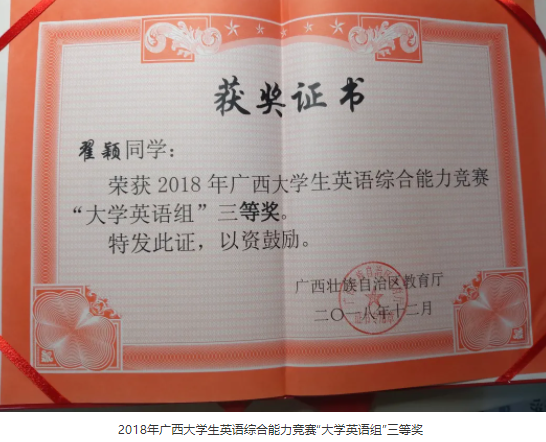 获奖证书
翟颖同学：
荣获 2018 年广西大学生英语综合能力竞赛
“大学英语组”三等奖。
特发此证，以资鼓励。
广西壮族自治区教育厅
二〇一八年十二月
2018年广西大学生英语综合能力竞赛“大学英语组”三等奖